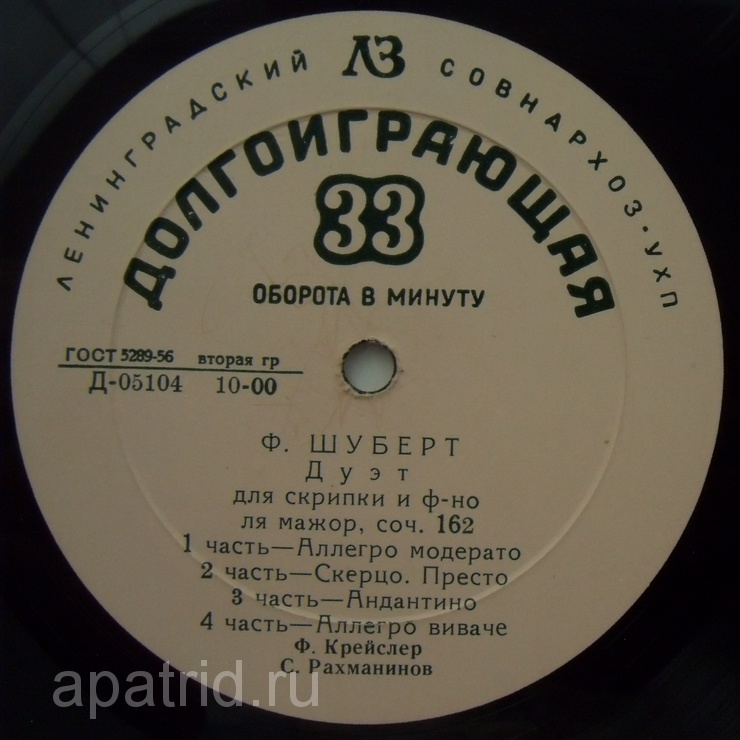 ЛЕНИНГРАДСКИЙ ЛЗ СОВНАРХОЗ·УХП
ДОЛГОИГРАЮЩАЯ
33
ОБОРОТА В МИНУТУ
ГОСТ 5289-56 вторая гр
Д-05104 10-00
Ф. ШУБЕРТ
Дуэт
для скрипки и ф-но
ля мажор, соч. 162
1 часть—Аллегро модерато
2 часть—Скерцо. Престо
3 часть—Андантино
4 часть—Аллегро виваче
Ф. Крейслер
С. Рахманинов
apatrid.ru